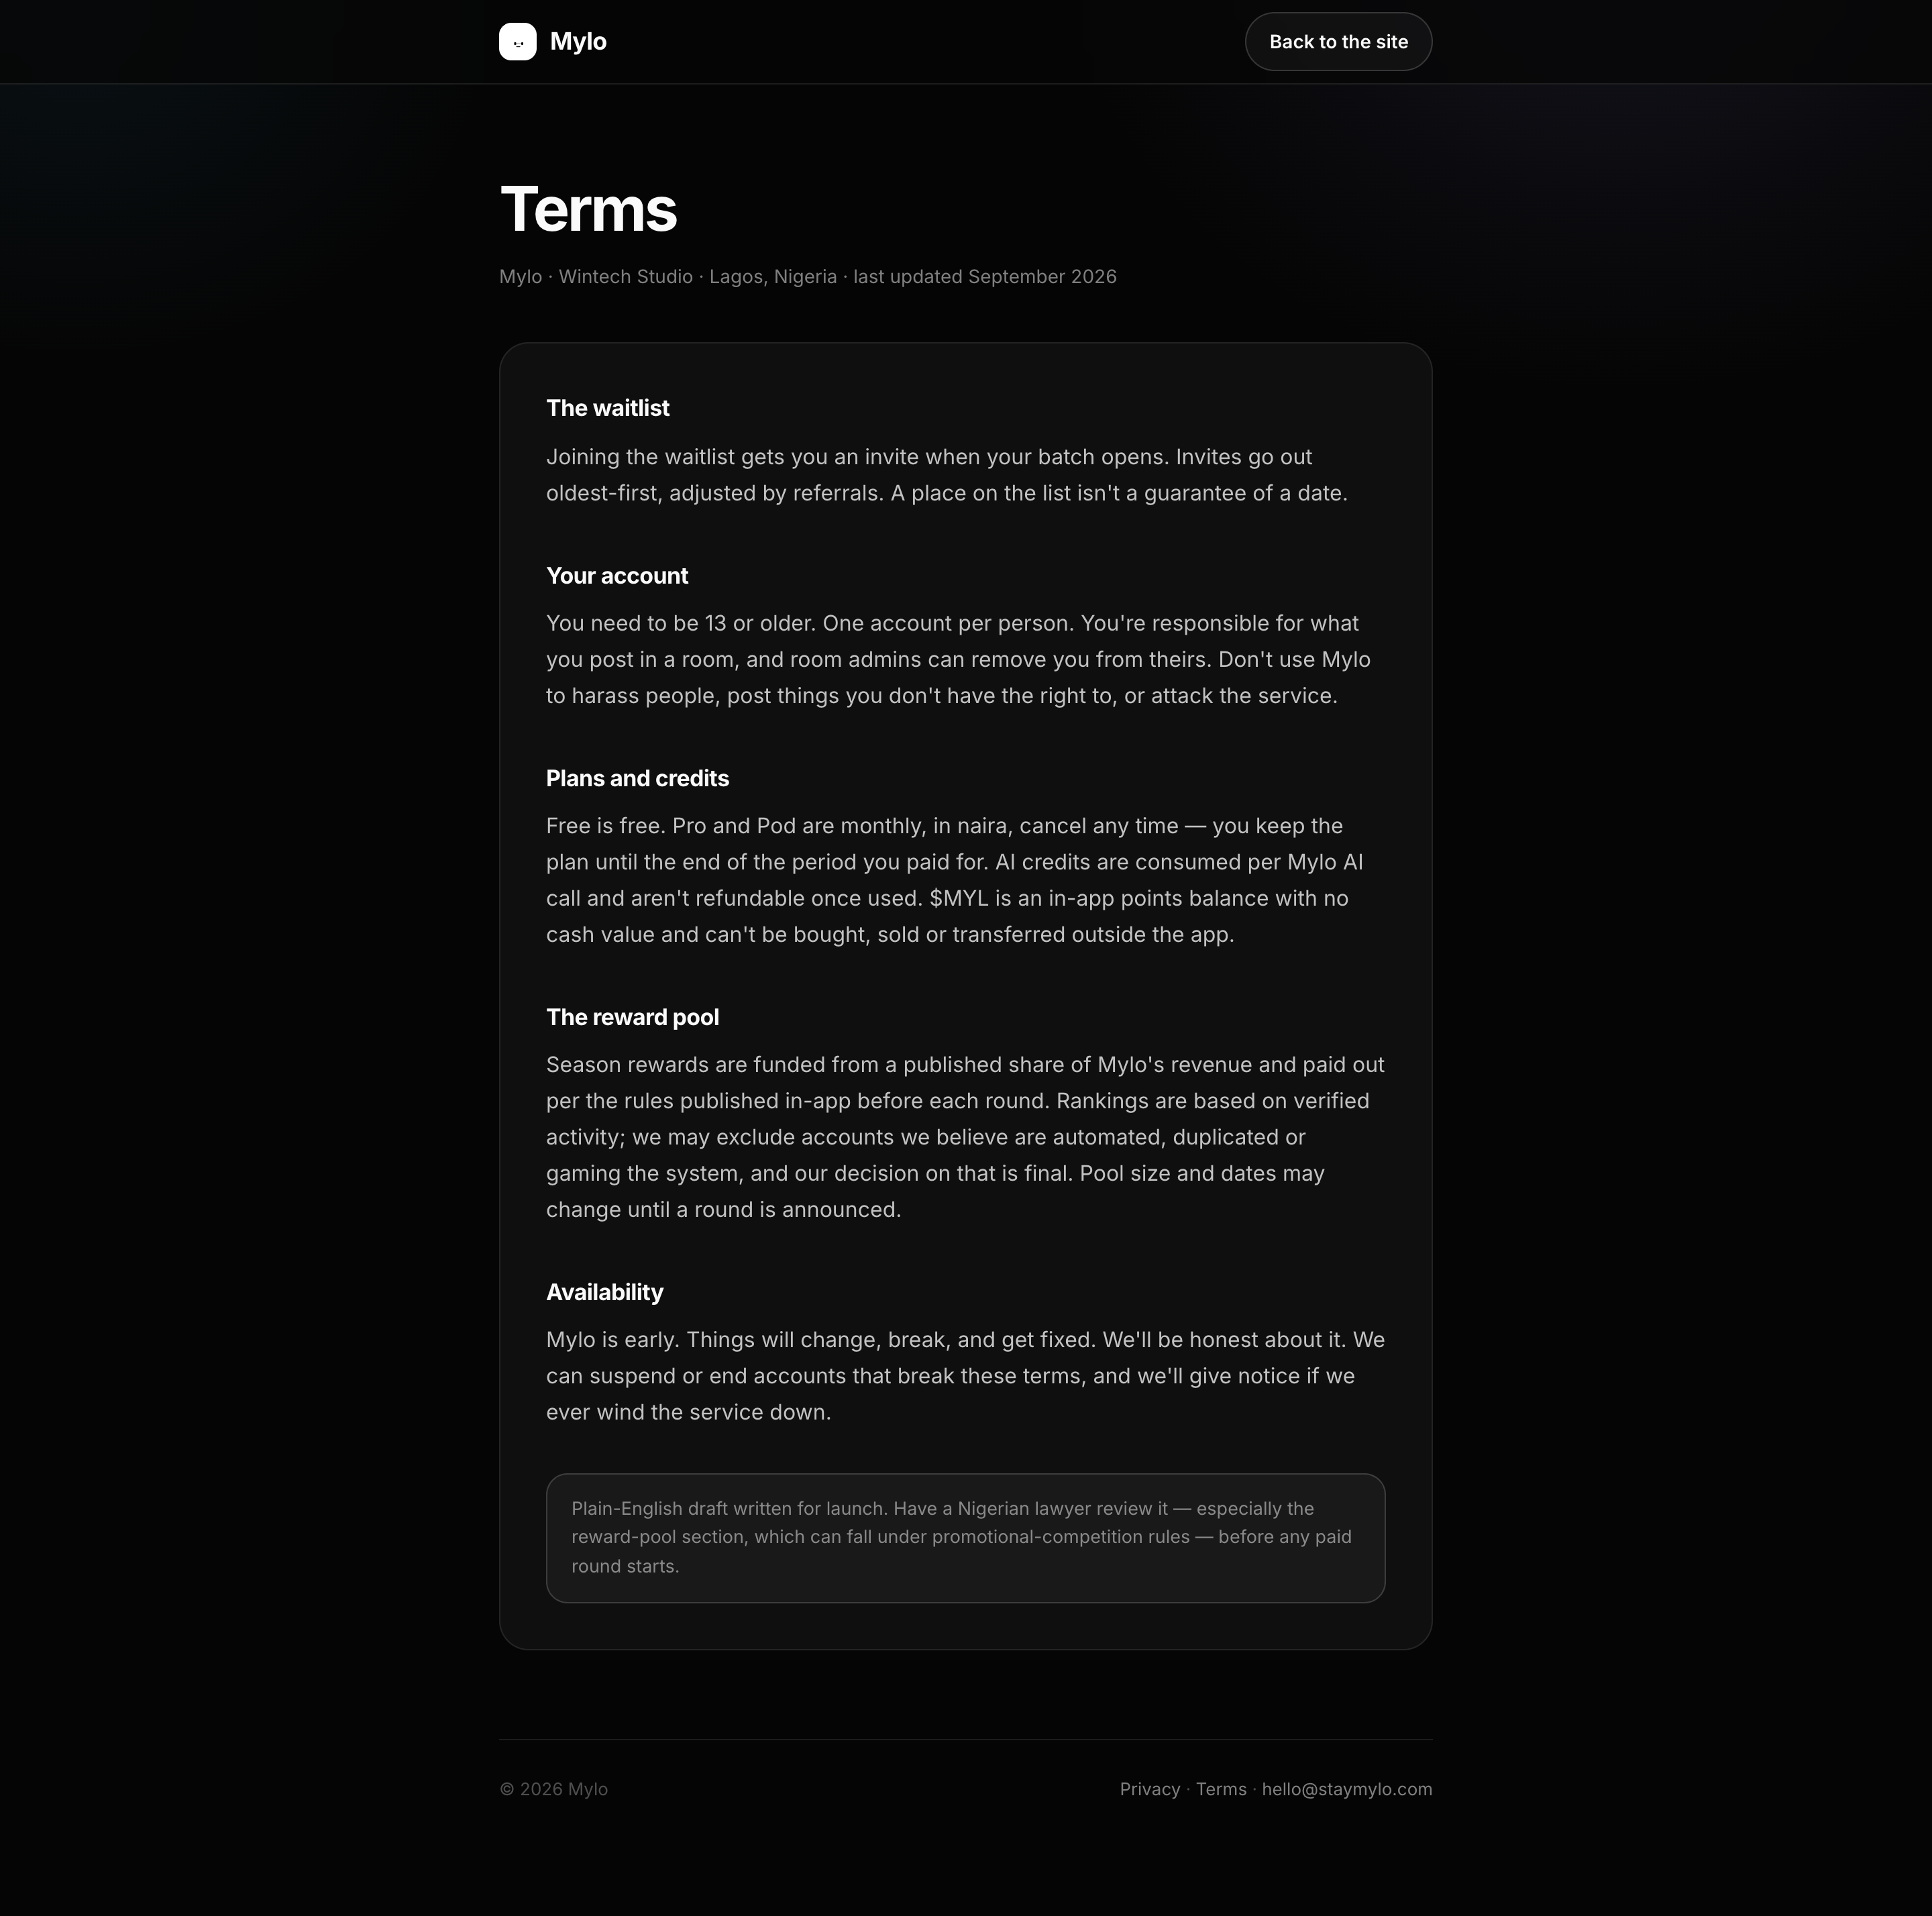 Mylo
Back to the site
Terms
Mylo · Wintech Studio · Lagos, Nigeria · last updated September 2026
The waitlist
Joining the waitlist gets you an invite when your batch opens. Invites go out
oldest-first, adjusted by referrals. A place on the list isn't a guarantee of a date.
Your account
You need to be 13 or older. One account per person. You're responsible for what
you post in a room, and room admins can remove you from theirs. Don't use Mylo
to harass people, post things you don't have the right to, or attack the service.
Plans and credits
Free is free. Pro and Pod are monthly, in naira, cancel any time — you keep the
plan until the end of the period you paid for. AI credits are consumed per Mylo AI
call and aren't refundable once used. $MYL is an in-app points balance with no
cash value and can't be bought, sold or transferred outside the app.
The reward pool
Season rewards are funded from a published share of Mylo's revenue and paid out
per the rules published in-app before each round. Rankings are based on verified
activity; we may exclude accounts we believe are automated, duplicated or
gaming the system, and our decision on that is final. Pool size and dates may
change until a round is announced.
Availability
Mylo is early. Things will change, break, and get fixed. We'll be honest about it. We
can suspend or end accounts that break these terms, and we'll give notice if we
ever wind the service down.
Plain-English draft written for launch. Have a Nigerian lawyer review it — especially the
reward-pool section, which can fall under promotional-competition rules — before any paid
round starts.
© 2026 Mylo
Privacy · Terms · hello@staymylo.com